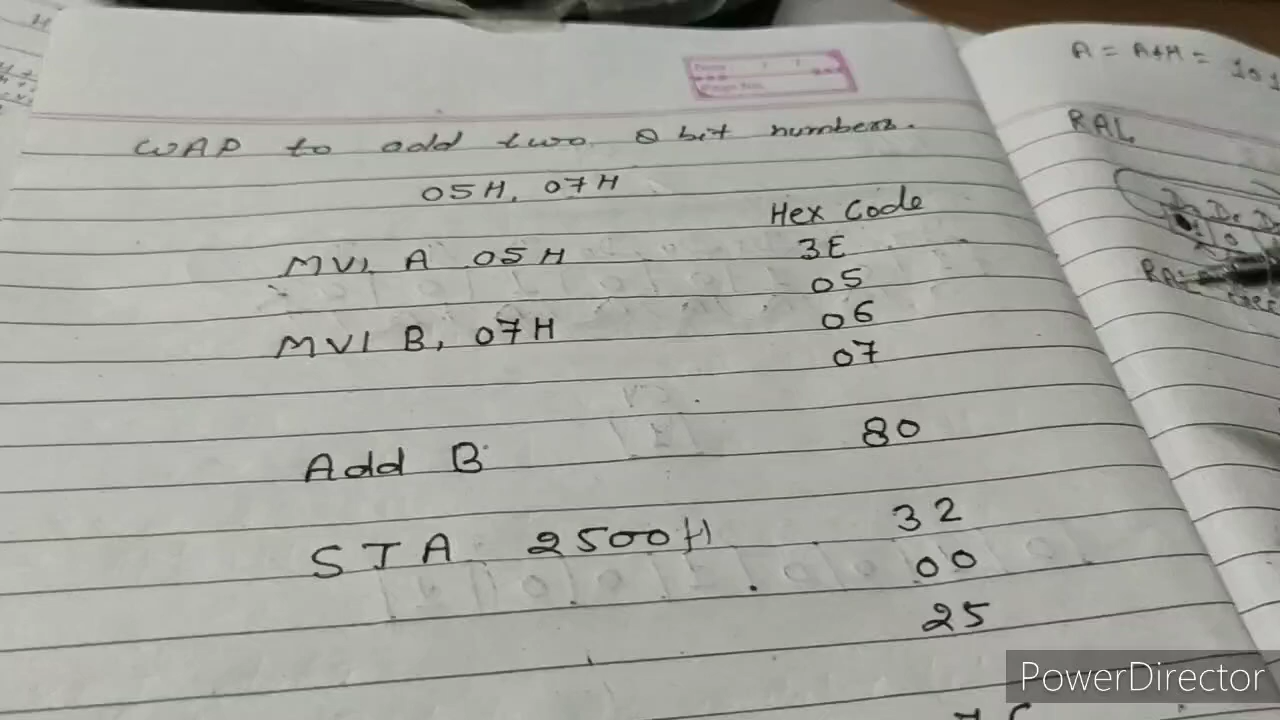 WAP to add two 8 bit numbers.
05H, 07H
Hex Code
MVI A 05H 3E
05
MVI B, 07H 06
07
Add B 80
STA 2500H 32
00
25
A = A+M = 101
RAL
PowerDirector